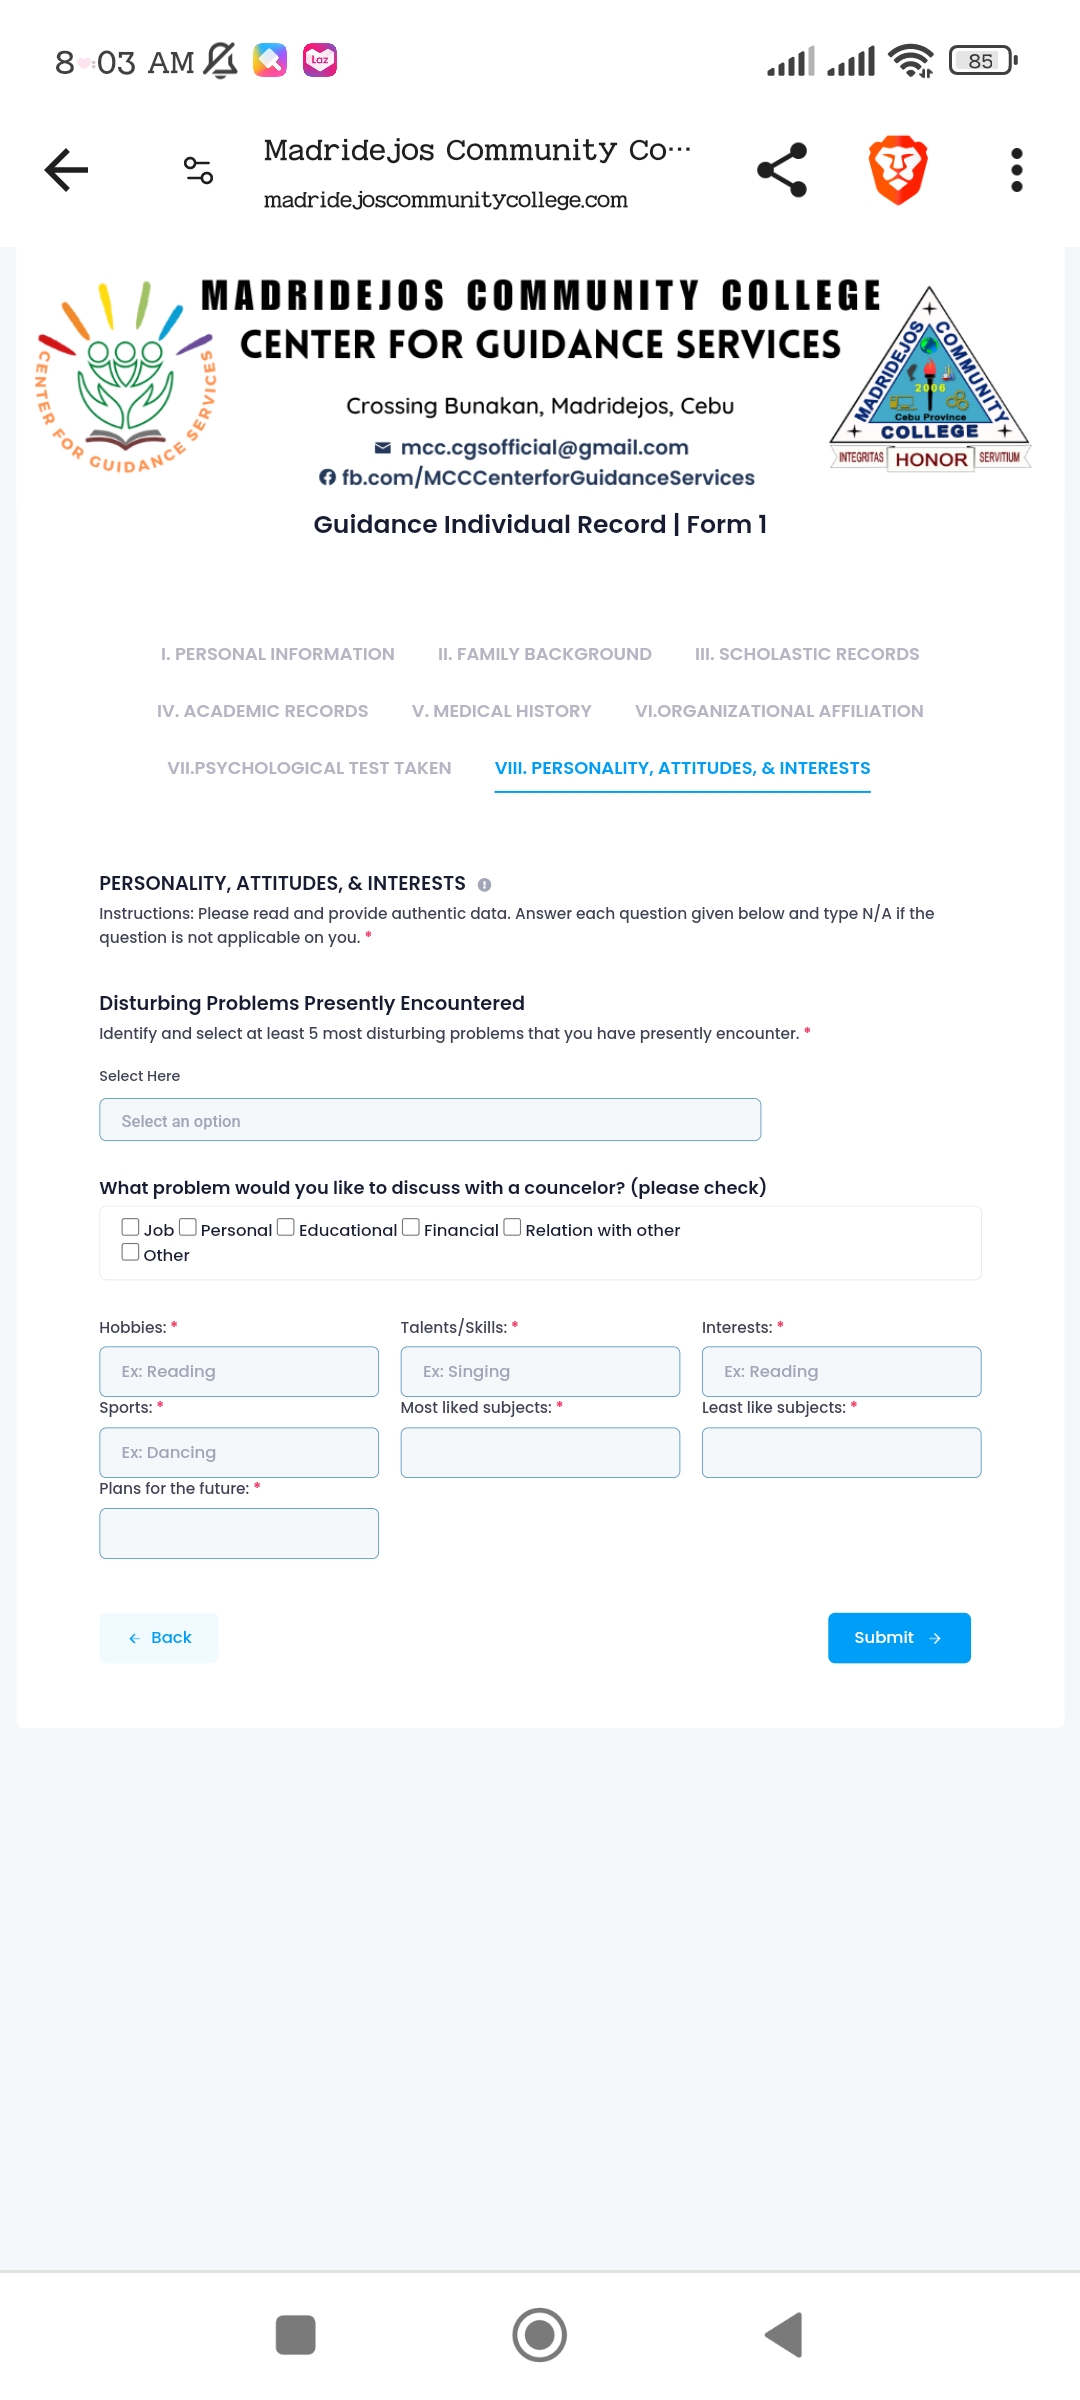 8:03 AM
Laz
85
Madridejos Community Co...
madridejoscommunitycollege.com
MADRIDEJOS COMMUNITY COLLEGE
CENTER FOR GUIDANCE SERVICES
CENTER FOR GUIDANCE SERVICES
Crossing Bunakan, Madridejos, Cebu
mcc.cgsofficial@gmail.com
fb.com/MCCCenterforGuidanceServices
MADRIDEJOS COMMUNITY
2006
Cebu Province
COLLEGE
INTEGRITAS HONOR SERVITIUM
Guidance Individual Record | Form 1
I. PERSONAL INFORMATION II. FAMILY BACKGROUND III. SCHOLASTIC RECORDS
IV. ACADEMIC RECORDS V. MEDICAL HISTORY VI.ORGANIZATIONAL AFFILIATION
VII.PSYCHOLOGICAL TEST TAKEN VIII. PERSONALITY, ATTITUDES, & INTERESTS
PERSONALITY, ATTITUDES, & INTERESTS
Instructions: Please read and provide authentic data. Answer each question given below and type N/A if the
question is not applicable on you. *
Disturbing Problems Presently Encountered
Identify and select at least 5 most disturbing problems that you have presently encounter. *
Select Here
Select an option
What problem would you like to discuss with a councelor? (please check)
Job Personal Educational Financial Relation with other
Other
Hobbies: * Talents/Skills: * Interests: *
Ex: Reading Ex: Singing Ex: Reading
Sports: * Most liked subjects: * Least like subjects: *
Ex: Dancing
Plans for the future: *
Back Submit